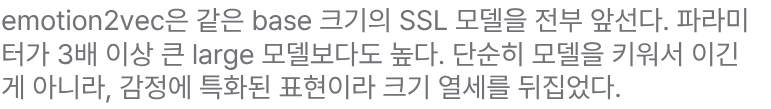 emotion2vec은 같은 base 크기의 SSL 모델을 전부 앞선다. 파라미
터가 3배 이상 큰 large 모델보다도 높다. 단순히 모델을 키워서 이긴
게 아니라, 감정에 특화된 표현이라 크기 열세를 뒤집었다.